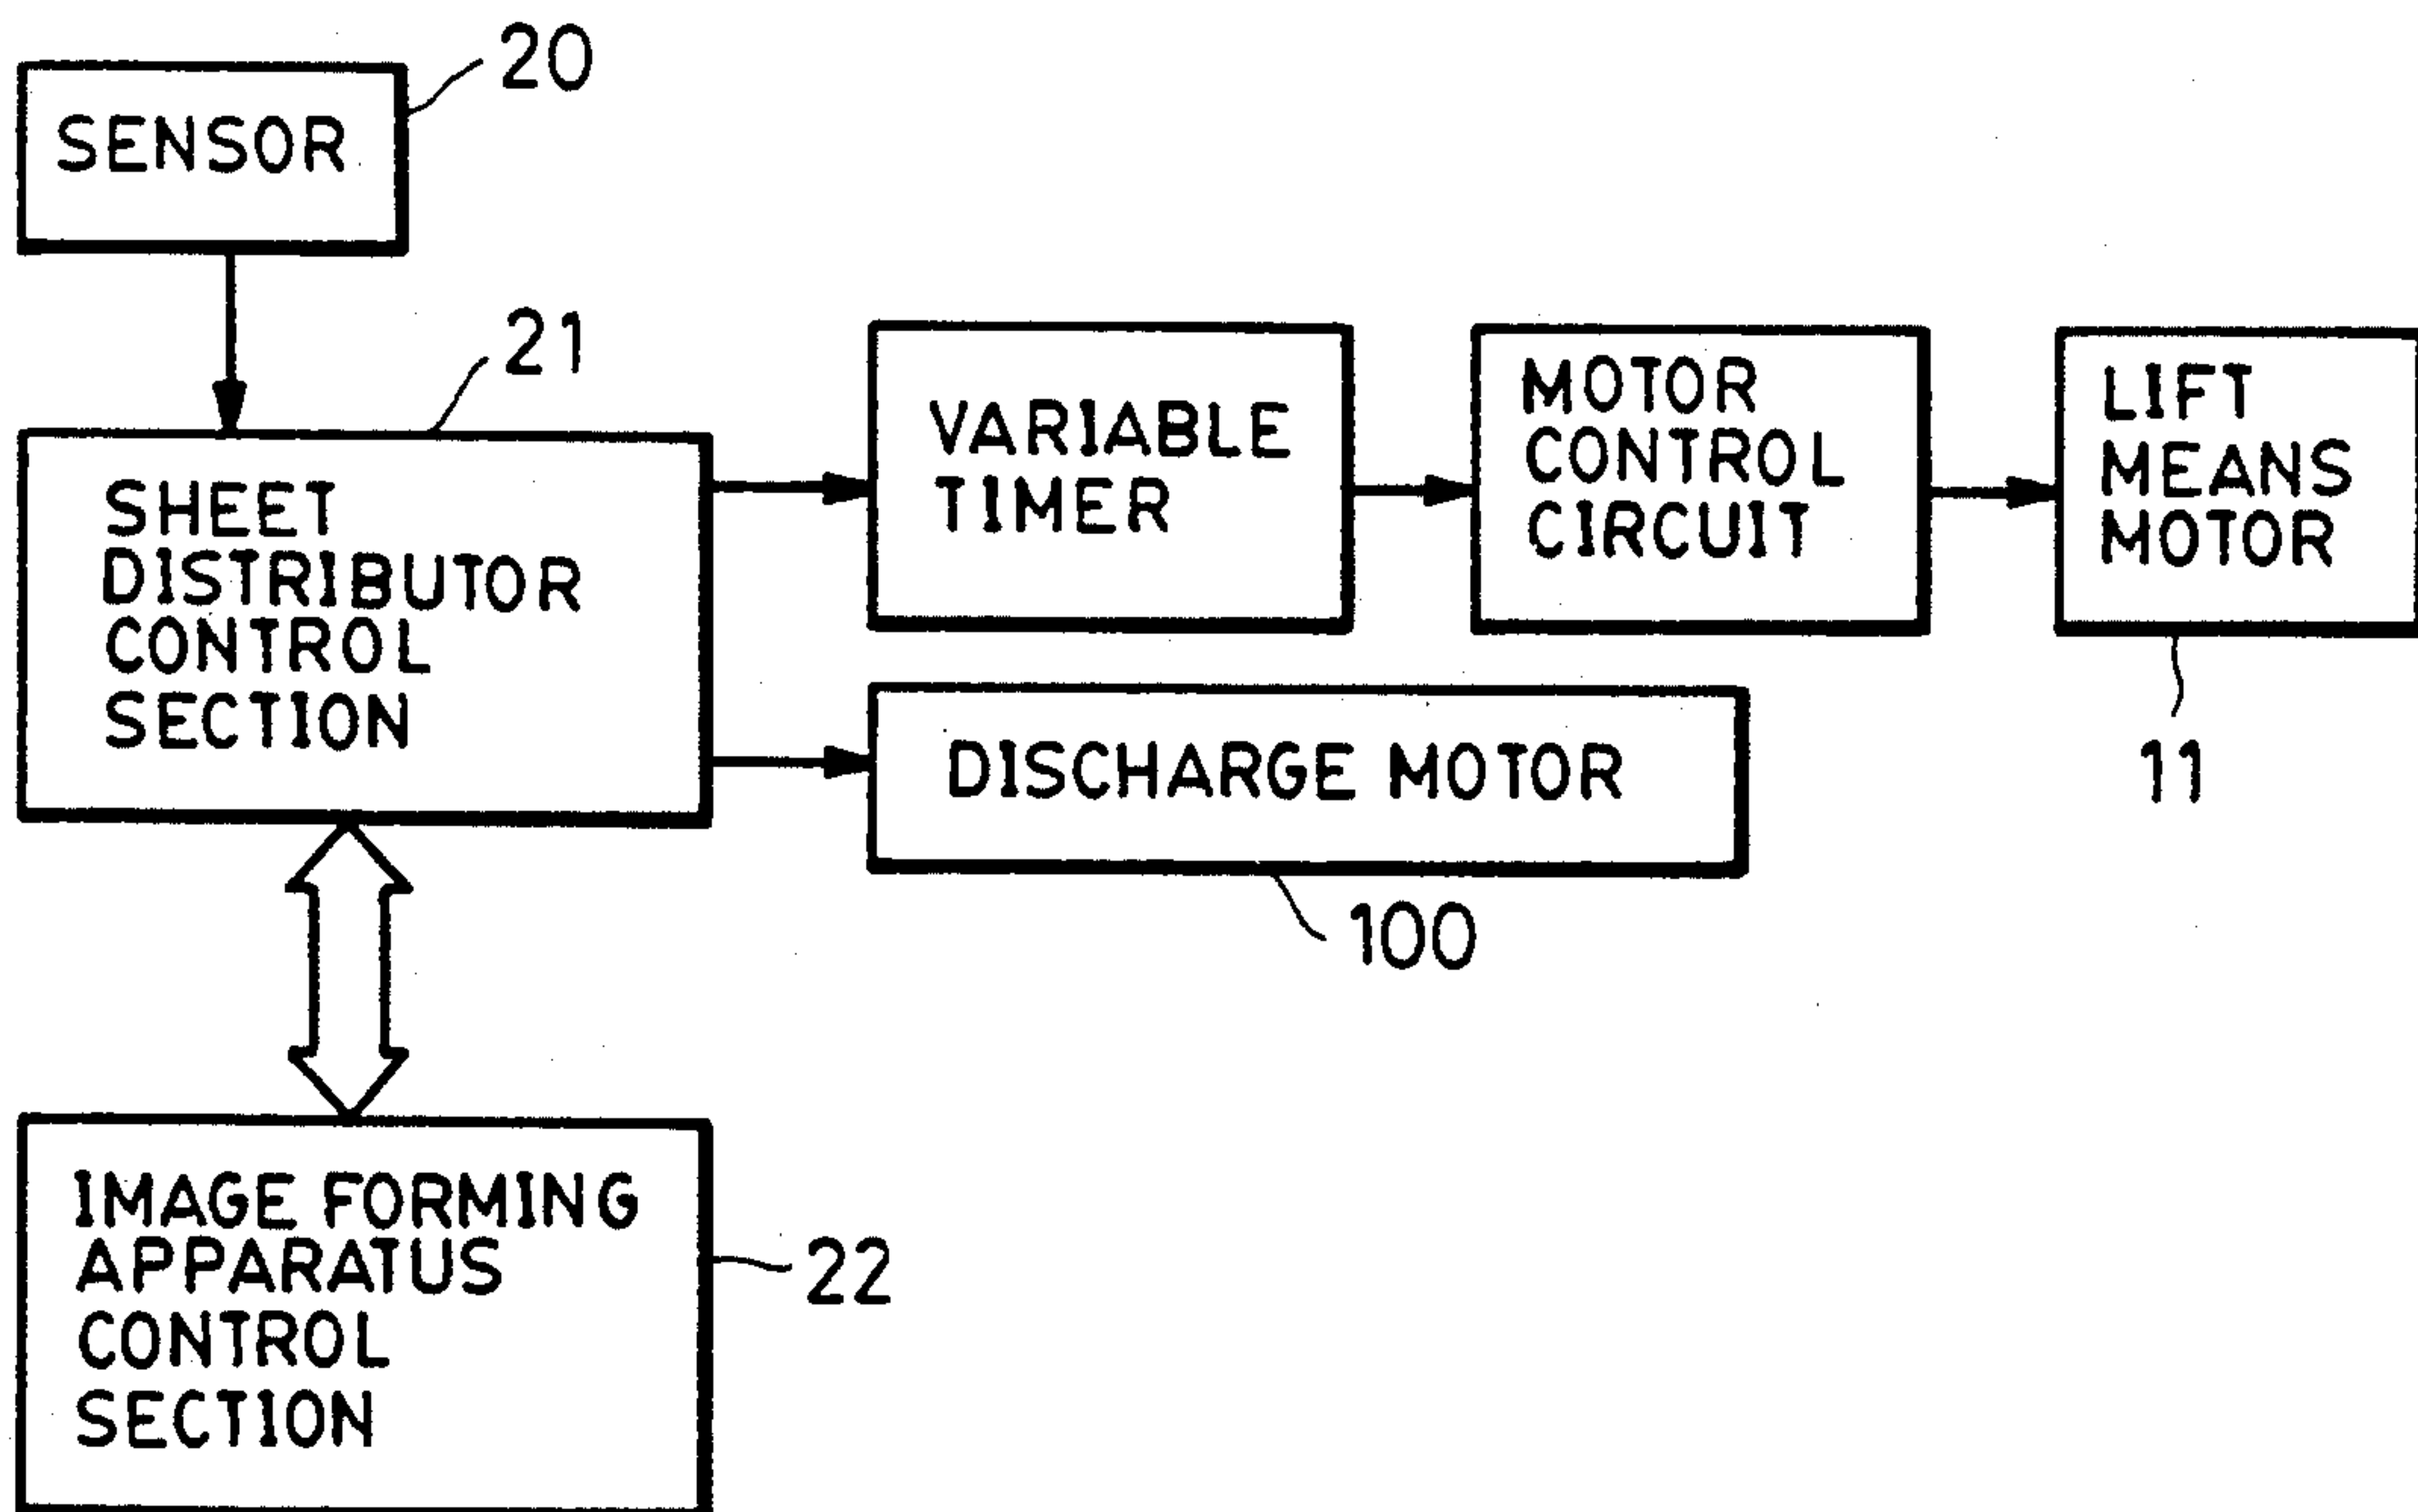 20
SENSOR
21
SHEET
DISTRIBUTOR
CONTROL
SECTION
VARIABLE
TIMER
MOTOR
CONTROL
CIRCUIT
LIFT
MEANS
MOTOR
11
DISCHARGE MOTOR
100
IMAGE FORMING
APPARATUS
CONTROL
SECTION
22